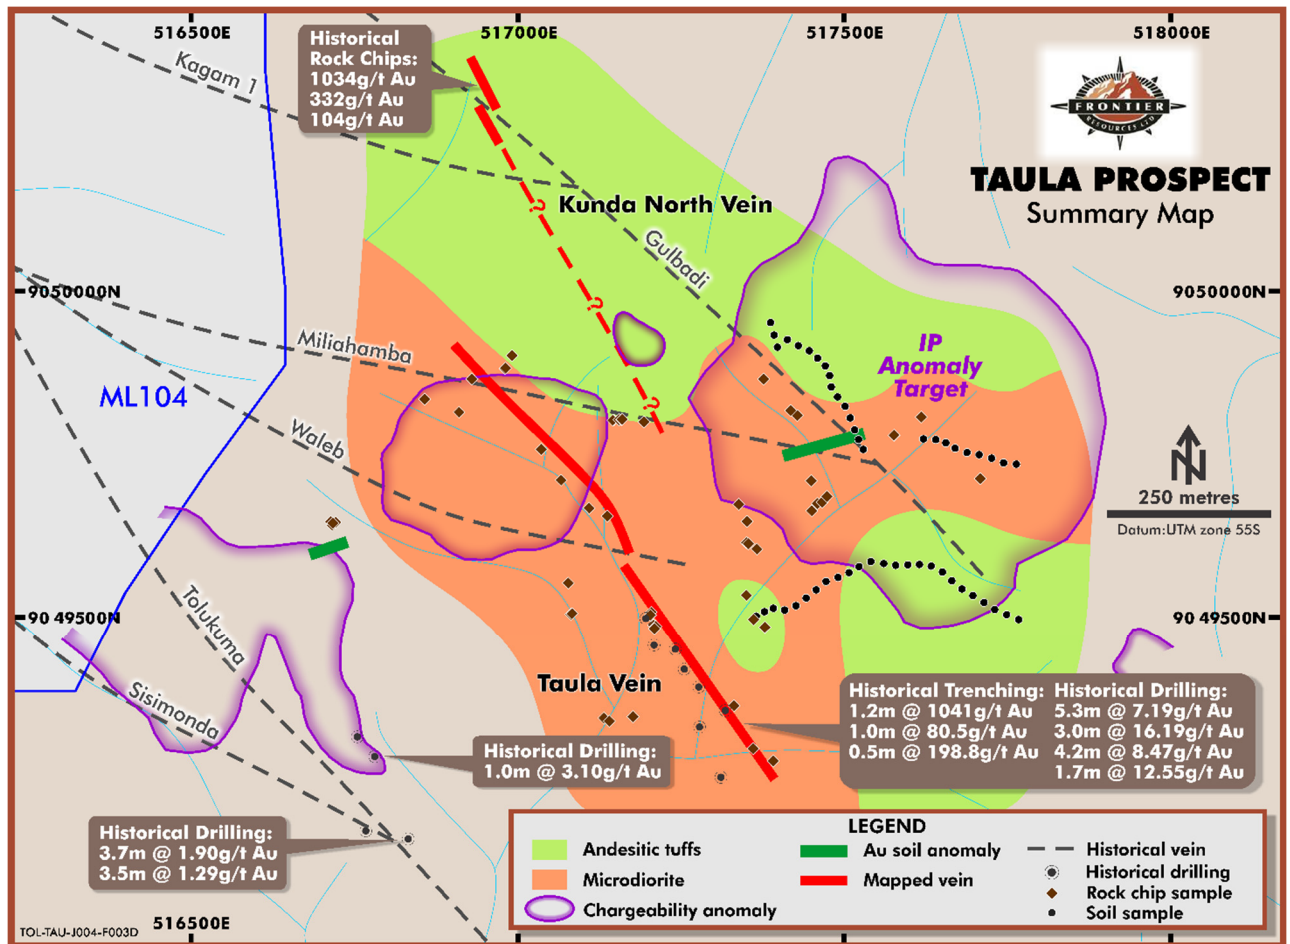 516500E
517000E
517500E
518000E
Kagam 1
Historical
Rock Chips:
1034g/t Au
332g/t Au
104g/t Au
FRONTIER
RESOURCES LTD
TAULA PROSPECT
Summary Map
Kunda North Vein
?
Gulbadi
9050000N
9050000N
?
Miliahamba
IP
Anomaly
Target
ML104
?
Waleb
N
250 metres
Datum:UTM zone 55S
Tolukuma
90 49500N
90 49500N
Sisimonda
Taula Vein
Historical Trenching:
1.2m @ 1041g/t Au
1.0m @ 80.5g/t Au
0.5m @ 198.8g/t Au
Historical Drilling:
5.3m @ 7.19g/t Au
3.0m @ 16.19g/t Au
4.2m @ 8.47g/t Au
1.7m @ 12.55g/t Au
Historical Drilling:
1.0m @ 3.10g/t Au
Historical Drilling:
3.7m @ 1.90g/t Au
3.5m @ 1.29g/t Au
LEGEND
Andesitic tuffs
Microdiorite
Chargeability anomaly
Au soil anomaly
Mapped vein
Historical vein
Historical drilling
Rock chip sample
Soil sample
516500E
TOL-TAU-J004-F003D